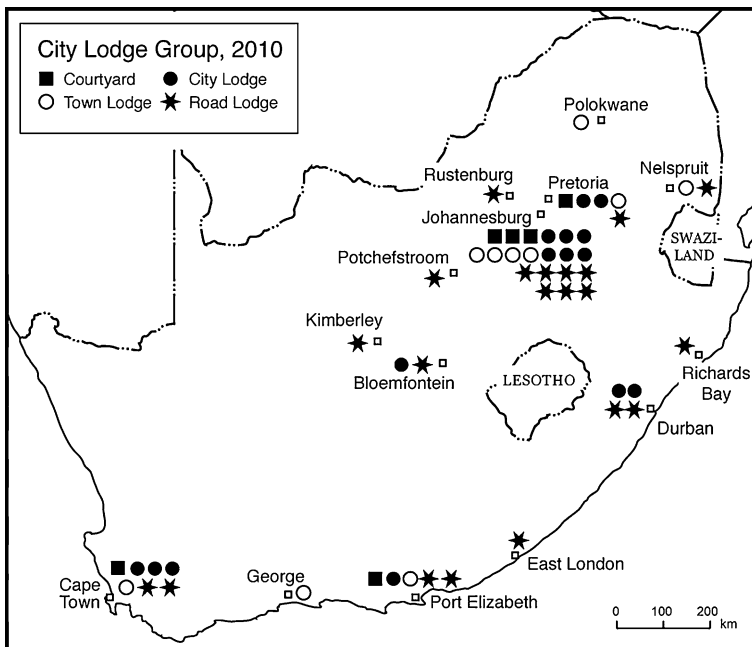 City Lodge Group, 2010
Courtyard
City Lodge
Town Lodge
Road Lodge
Polokwane
Nelspruit
Rustenburg
Pretoria
Johannesburg
SWAZI-
LAND
Potchefstroom
Kimberley
Bloemfontein
LESOTHO
Richards
Bay
Durban
East London
George
Cape
Town
Port Elizabeth
0 100 200
km